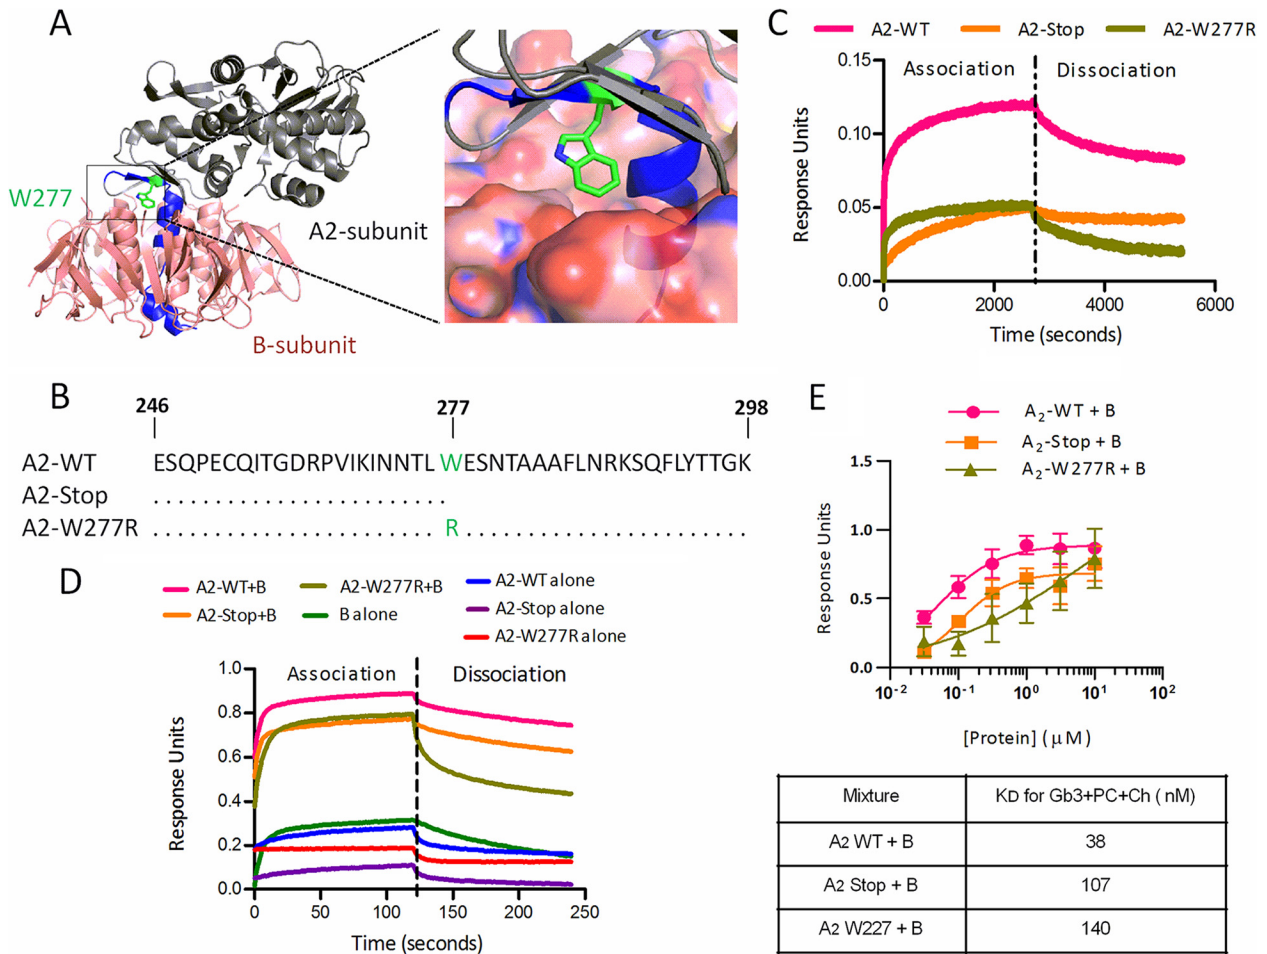 A
W277
A2-subunit
B-subunit
C
A2-WT
A2-Stop
A2-W277R
Association
Dissociation
0.15
0.10
0.05
0.00
Response Units
0
2000
4000
6000
Time (seconds)
B
246
277
298
A2-WT
ESQPECQITGDRPVIKINNTLWESNTAAAFLNRKSQFLYTTGK
A2-Stop
......................
A2-W277R
R
D
A2-WT+B
A2-W277R+B
A2-WT alone
A2-Stop+B
B alone
A2-Stop alone
A2-W277R alone
Association
Dissociation
1.0
0.8
0.6
0.4
0.2
0.0
Response Units
0
50
100
150
200
250
Time (seconds)
E
A2-WT + B
A2-Stop + B
A2-W277R + B
1.5
1.0
0.5
0.0
Response Units
10-2
10-1
100
101
102
[Protein] (μM)
Mixture
KD for Gb3+PC+Ch ( nM)
A2 WT + B
38
A2 Stop + B
107
A2 W227 + B
140